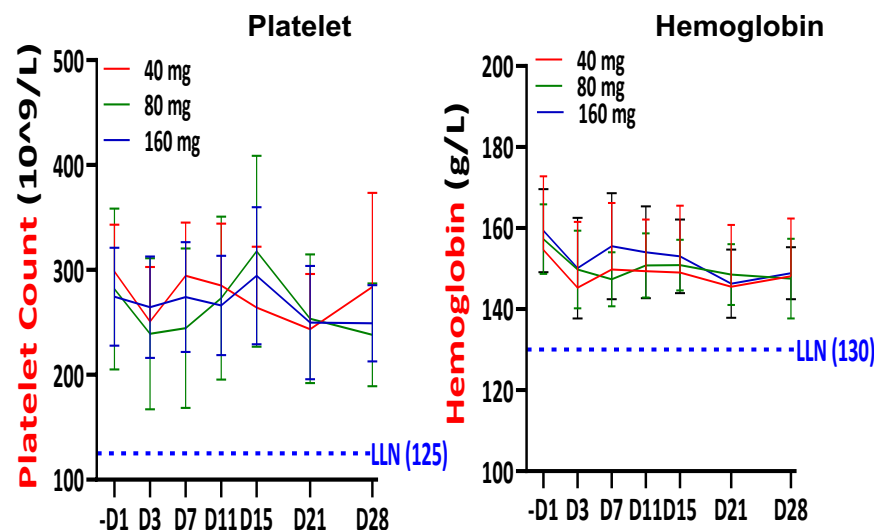 Platelet
Platelet Count (10^9/L)
500
400
300
200
100
40 mg
80 mg
160 mg
LLN (125)
-D1 D3 D7 D11 D15 D21 D28
Hemoglobin
Hemoglobin (g/L)
200
180
160
140
120
100
40 mg
80 mg
160 mg
LLN (130)
-D1 D3 D7 D11 D15 D21 D28